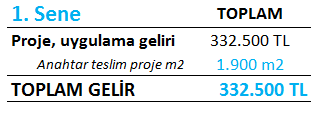 1. Sene TOPLAM
Proje, uygulama geliri 332.500 TL
Anahtar teslim proje m2 1.900 m2
TOPLAM GELİR 332.500 TL